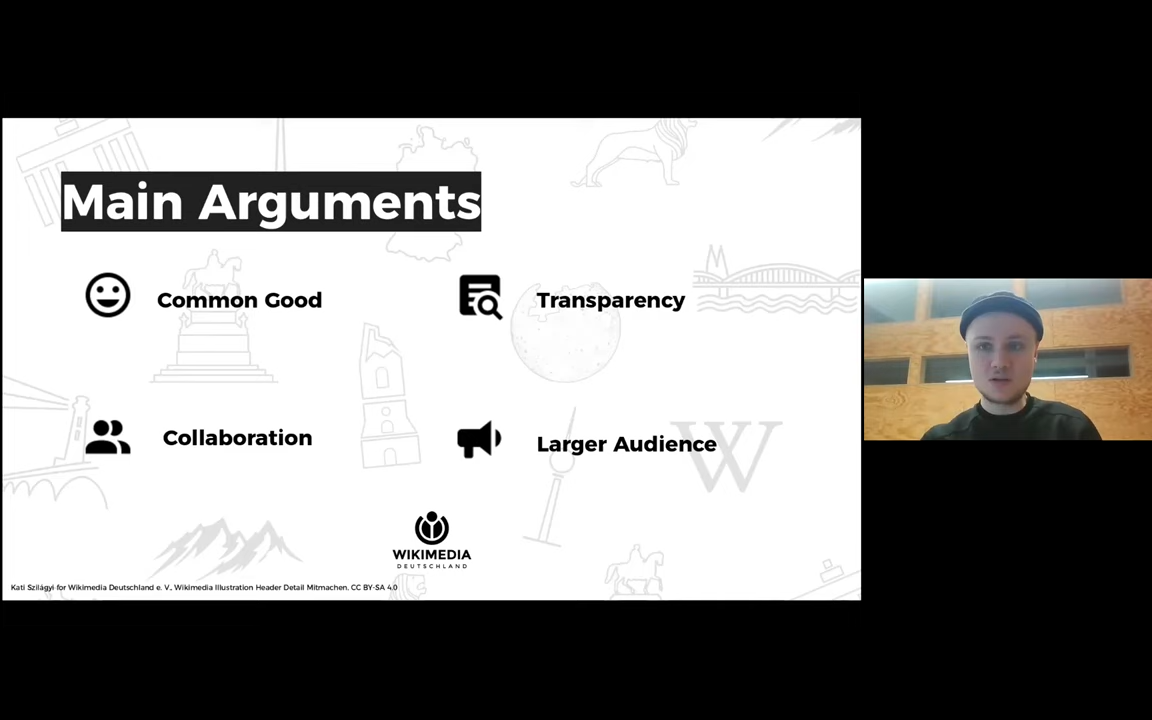 Main Arguments
Common Good
Transparency
Collaboration
Larger Audience
W
WIKIMEDIA
DEUTSCHLAND
Kati Szilágyi for Wikimedia Deutschland e. V., Wikimedia Illustration Header Detail Mitmachen, CC BY-SA 4.0